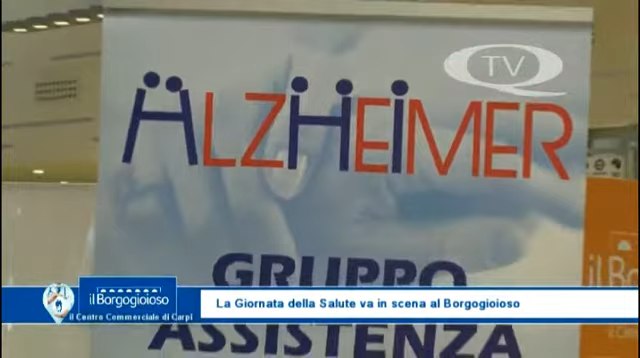 TV
Q
ÄLZHEIMER
GRUPPO
il B
il Borgogioioso
il Centro Commerciale di Carpi
La Giornata della Salute va in scena al Borgogioioso
ASSISTENZA